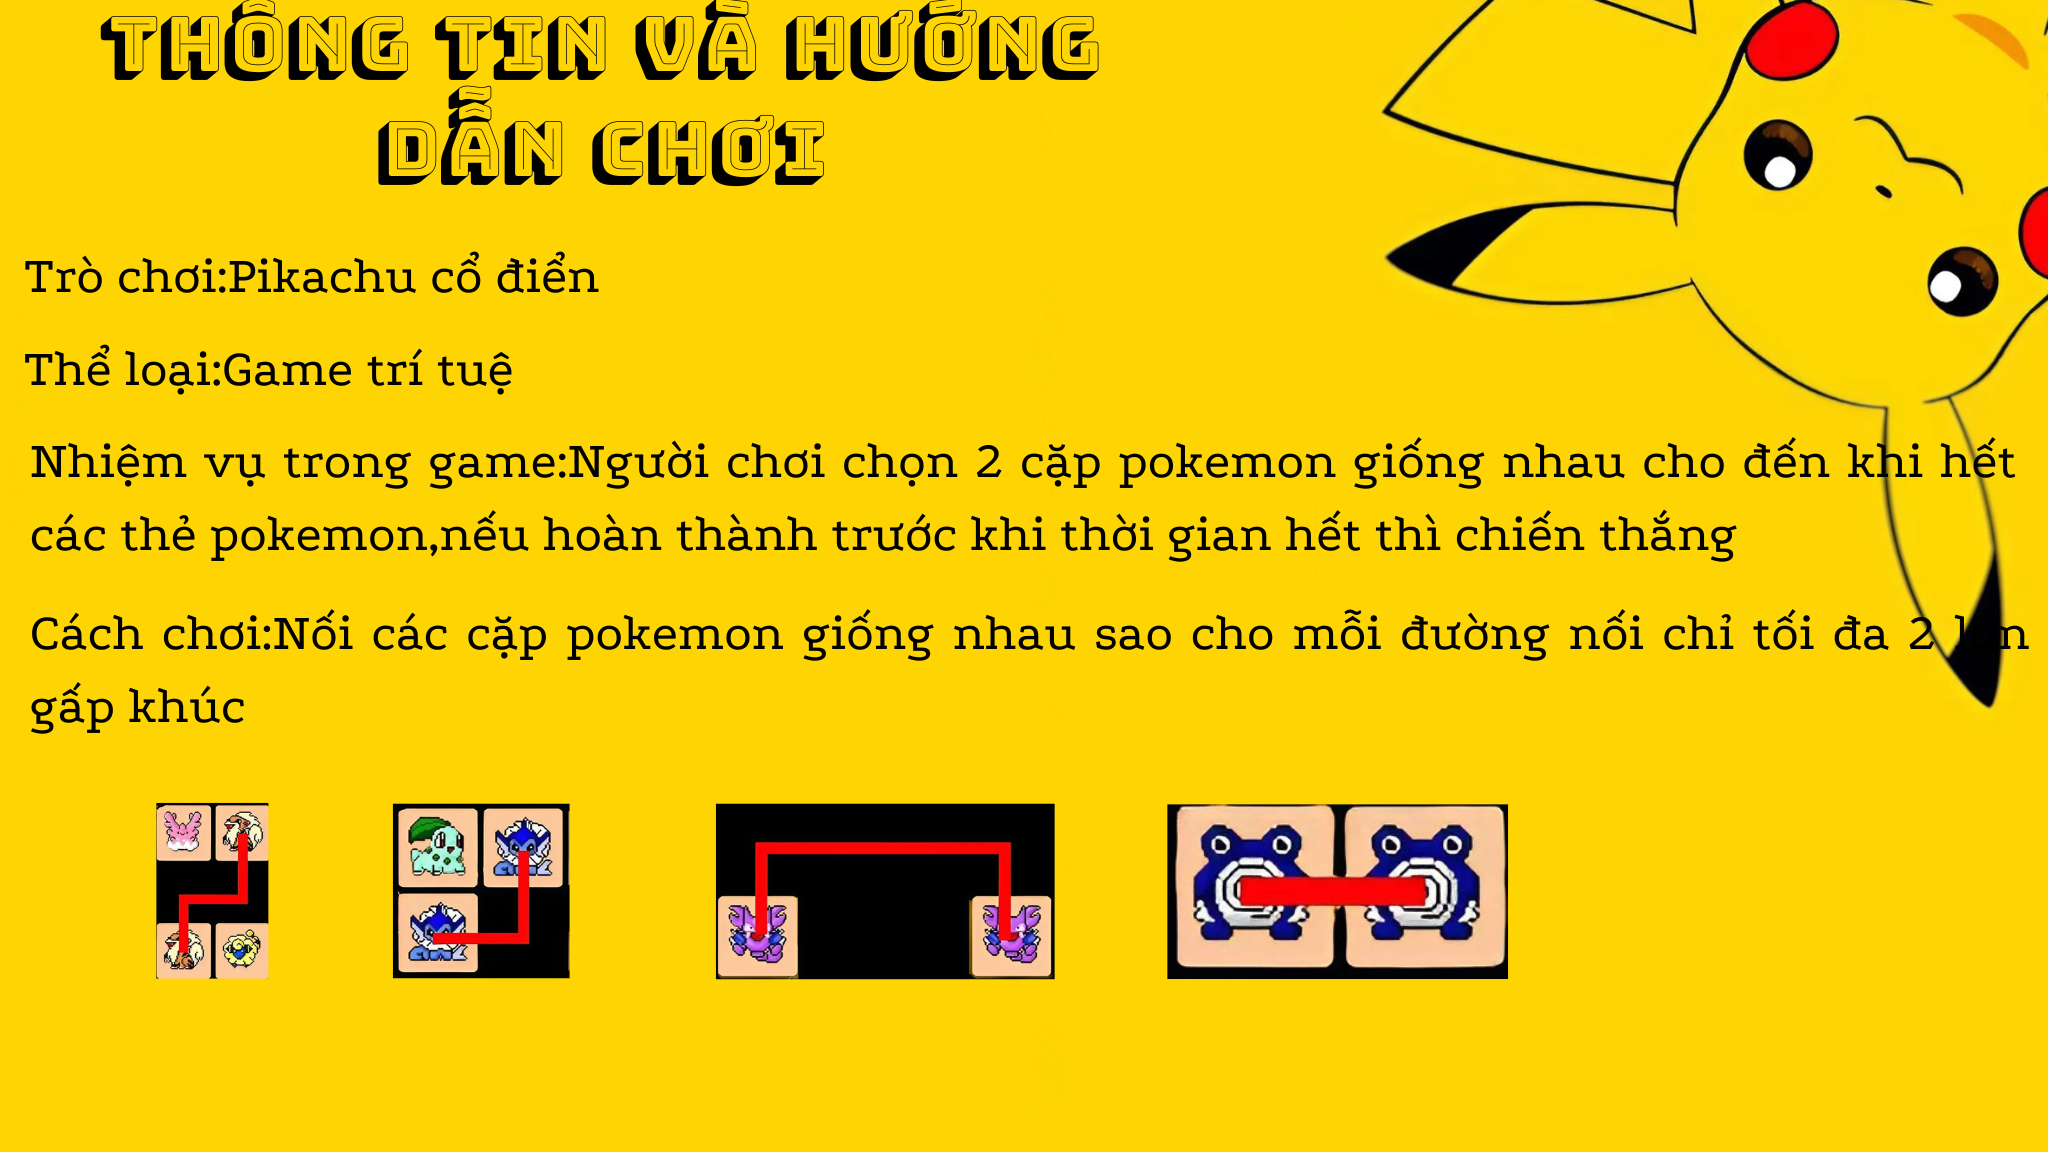 THÔNG TIN VÀ HƯỚNG
DẪN CHƠI
Trò chơi:Pikachu cổ điển
Thể loại:Game trí tuệ
Nhiệm vụ trong game:Người chơi chọn 2 cặp pokemon giống nhau cho đến khi hết
các thẻ pokemon,nếu hoàn thành trước khi thời gian hết thì chiến thắng
Cách chơi:Nối các cặp pokemon giống nhau sao cho mỗi đường nối chỉ tối đa 2 lần
gấp khúc